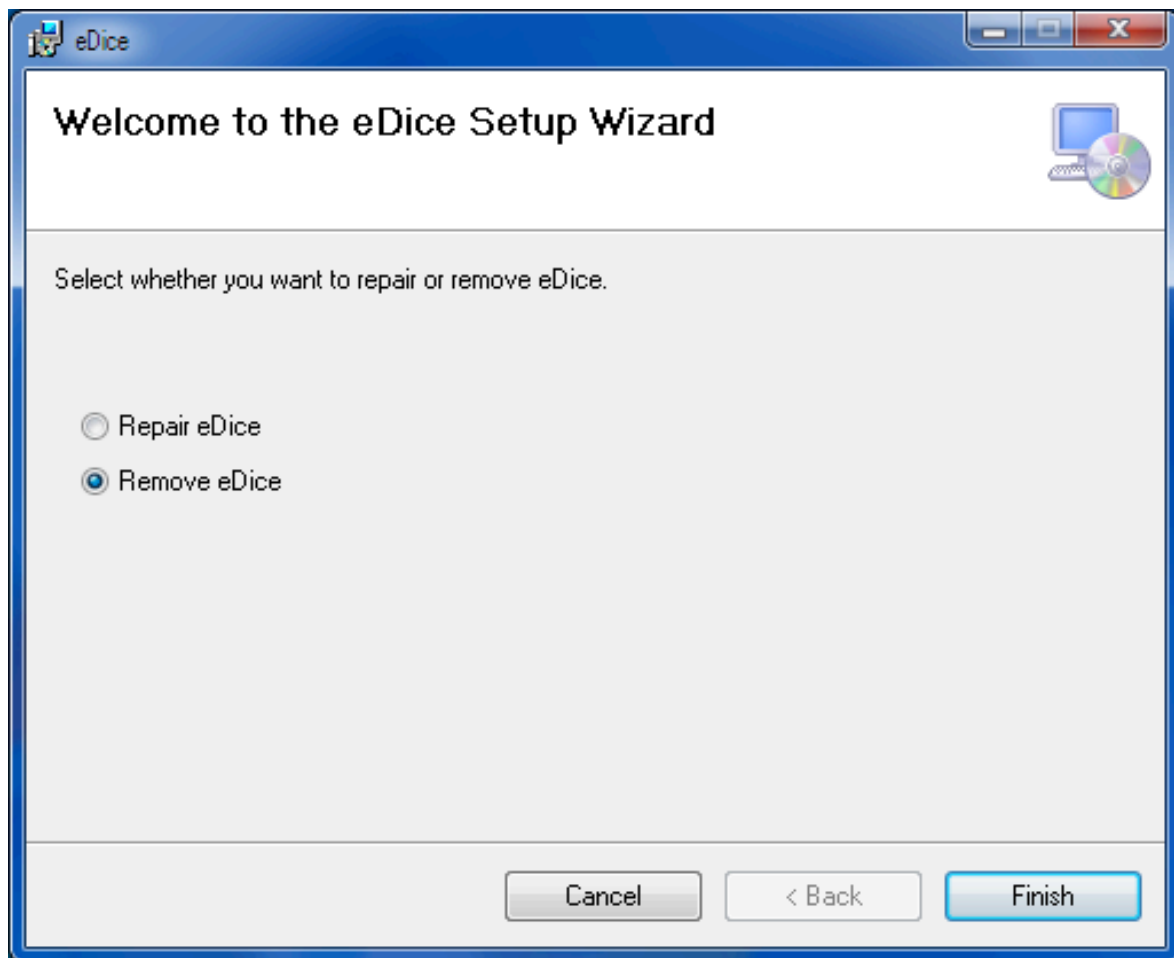 eDice
Welcome to the eDice Setup Wizard
Select whether you want to repair or remove eDice.
Repair eDice
Remove eDice
Cancel
< Back
Finish